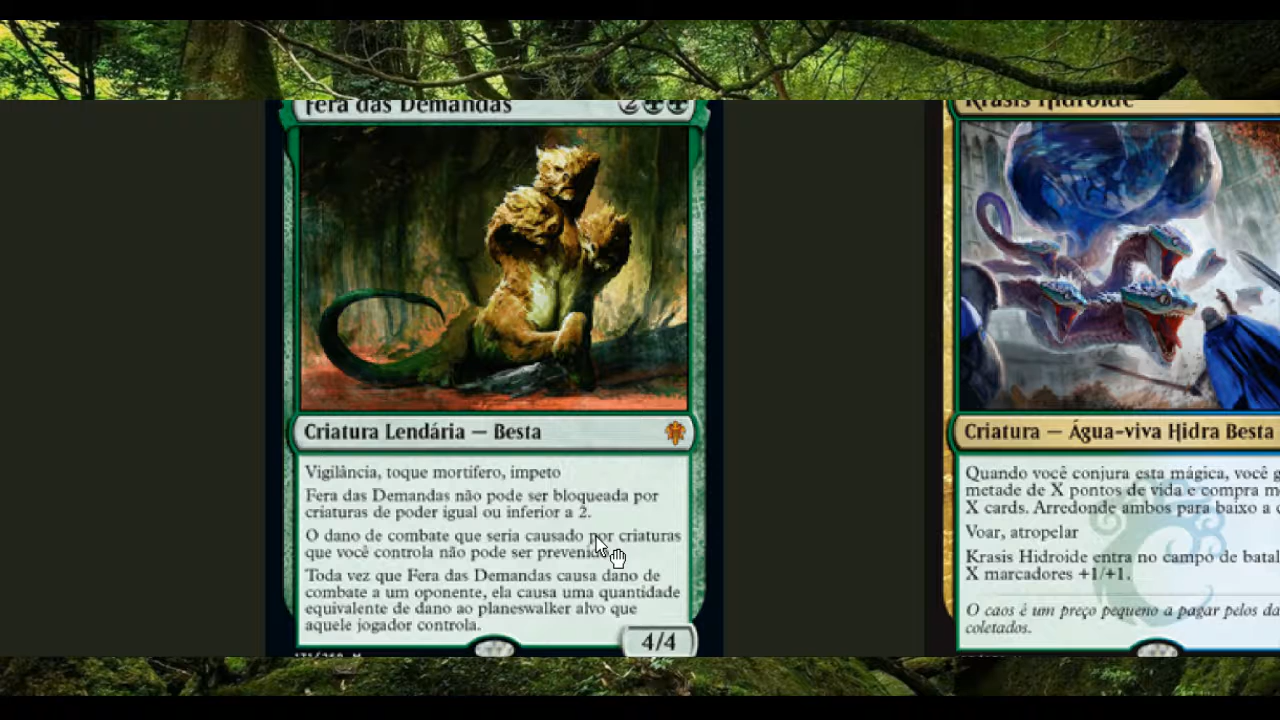 Fera das Demandas 2
Criatura Lendária — Besta
Vigilância, toque mortífero, ímpeto
Fera das Demandas não pode ser bloqueada por
criaturas de poder igual ou inferior a 2.
O dano de combate que seria causado por criaturas
que você controla não pode ser
Toda vez que Fera das Demandas causa dano de
combate a um oponente, ela causa uma quantidade
equivalente de dano ao planeswalker alvo que
aquele jogador controla.
4/4
Krasis Hidroide
Criatura — Água-viva Hidra Besta
Quando você conjura esta mágica, você g
metade de X pontos de vida e compra m
X cards. Arredonde ambos para baixo a c
Voar, atropelar
Krasis Hidroide entra no campo de batal
X marcadores +1/+1.
O caos é um preço pequeno a pagar pelos da
coletados.